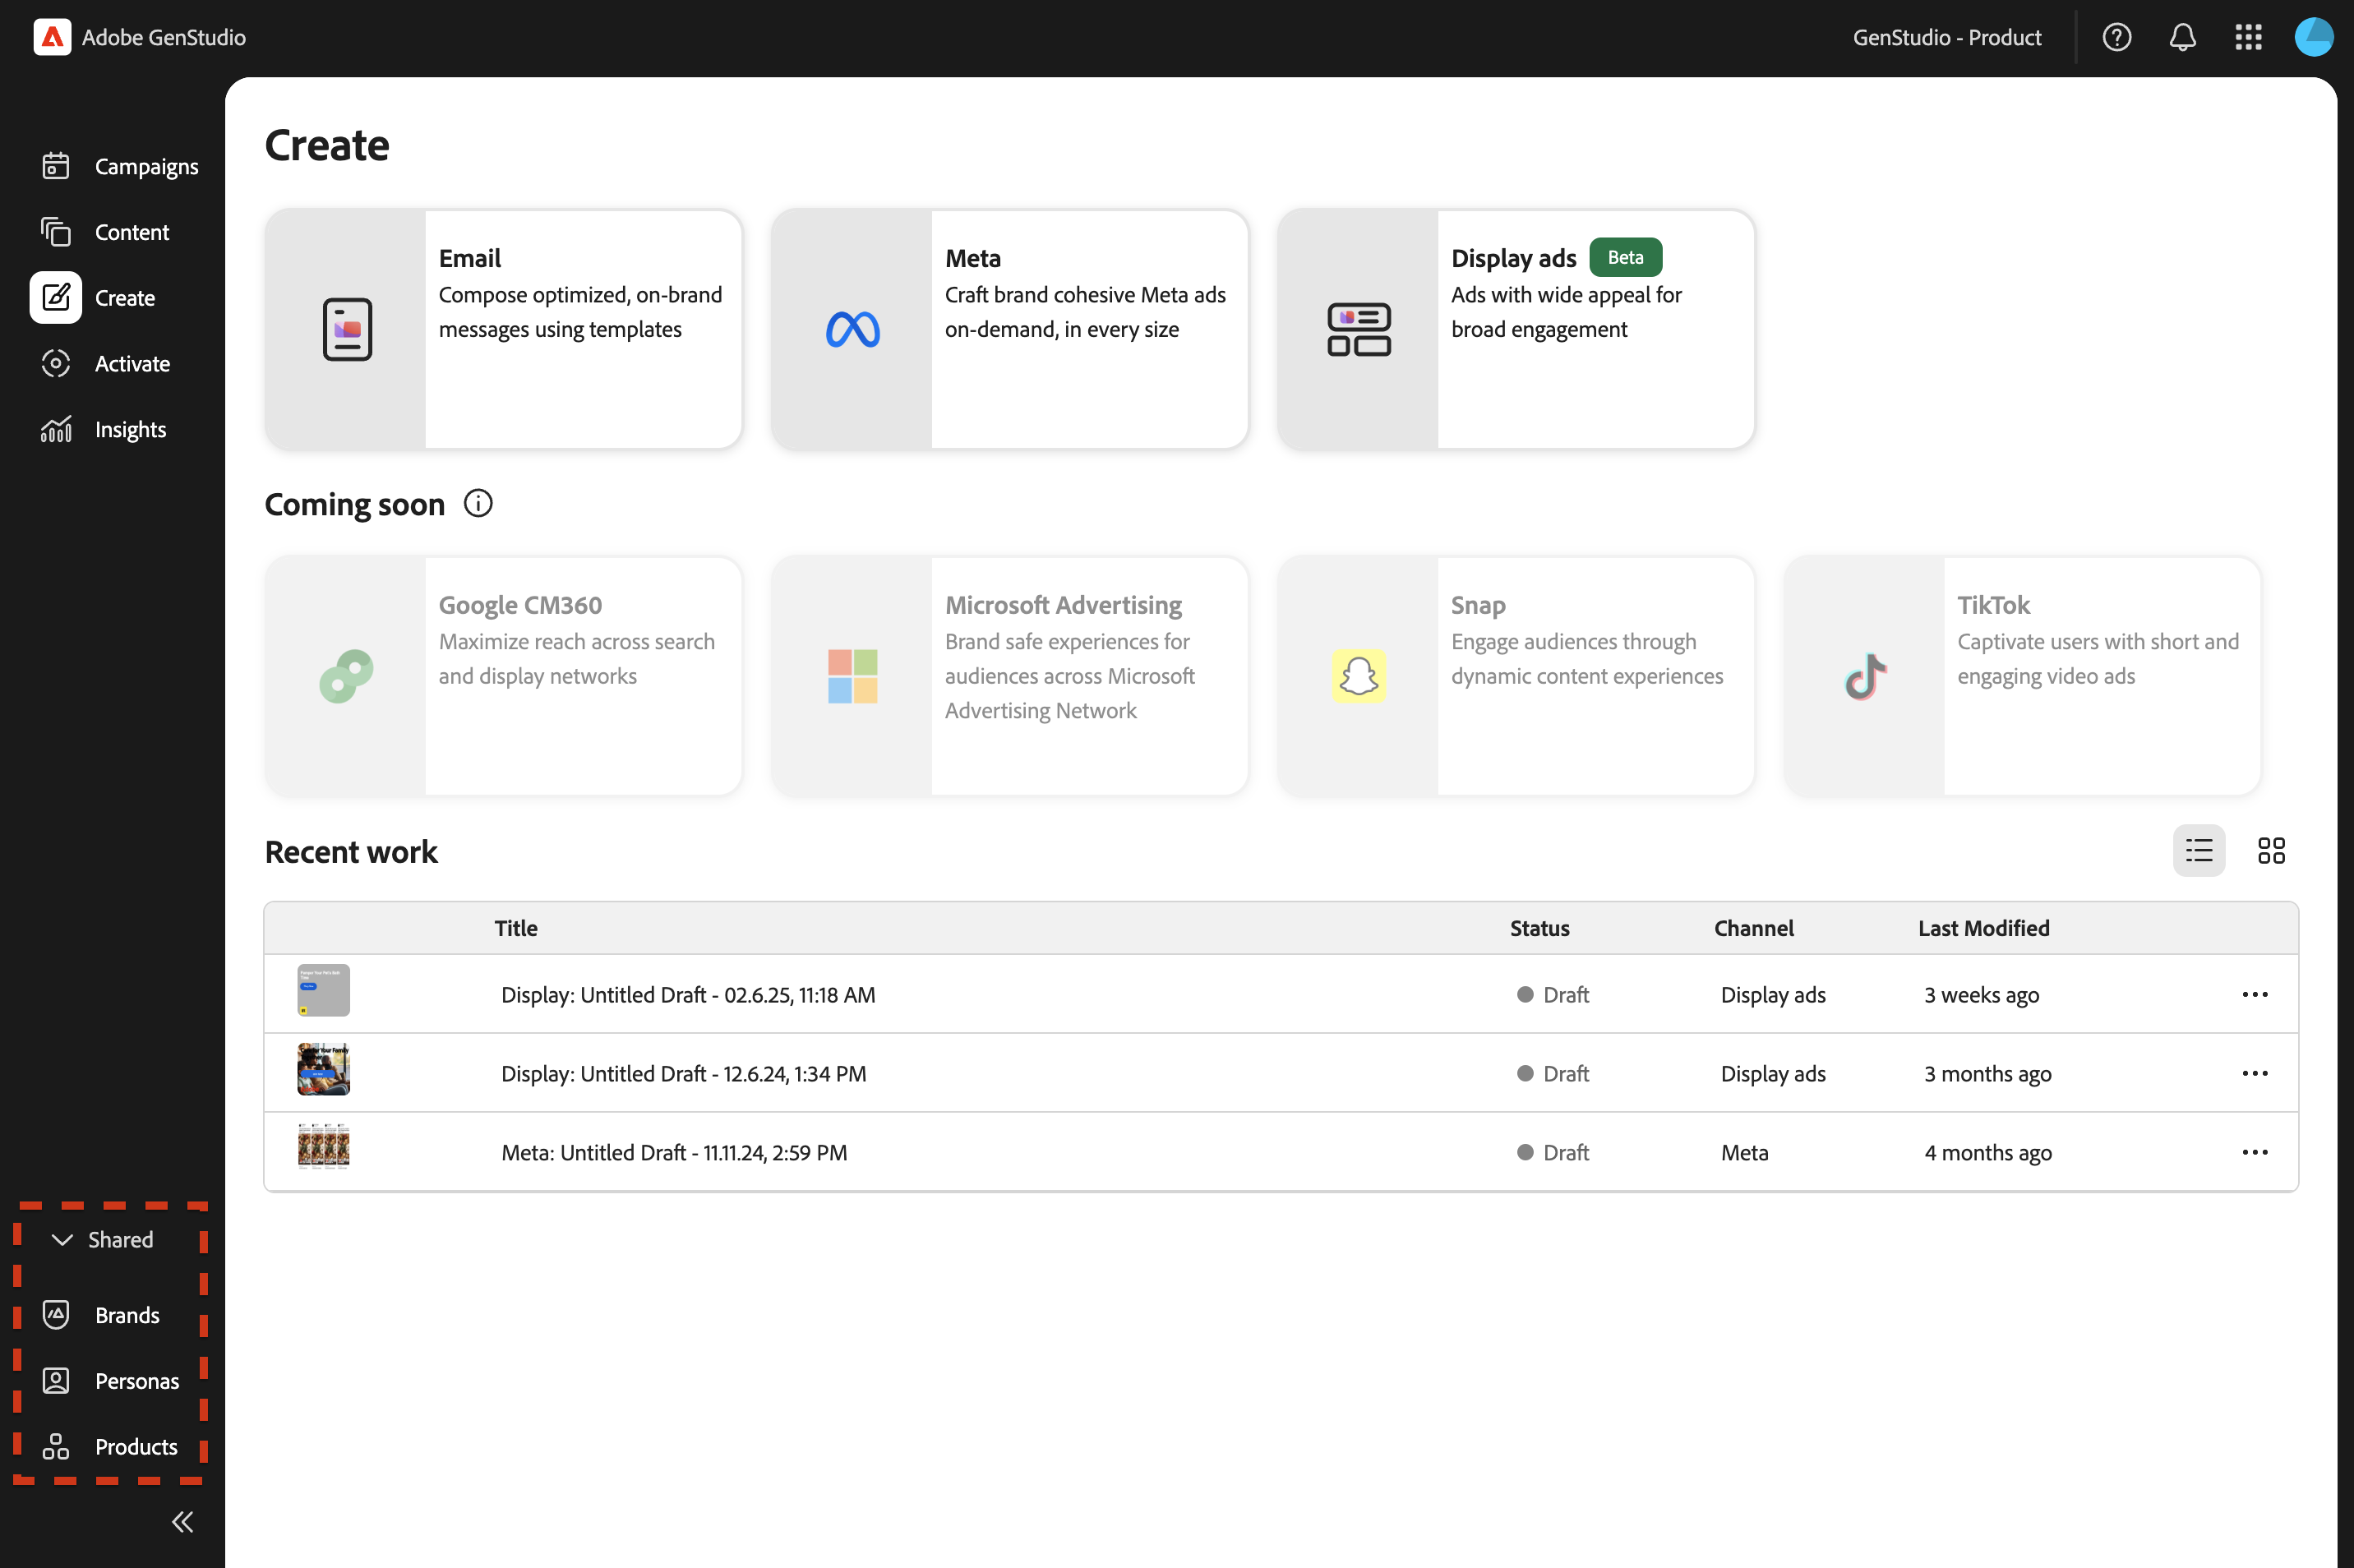 Adobe GenStudio
GenStudio - Product
Campaigns
Content
Create
Activate
Insights
Shared
Brands
Personas
Products
Create
Email
Compose optimized, on-brand
messages using templates
Meta
Craft brand cohesive Meta ads
on-demand, in every size
Display ads Beta
Ads with wide appeal for
broad engagement
Coming soon
Google CM360
Maximize reach across search
and display networks
Microsoft Advertising
Brand safe experiences for
audiences across Microsoft
Advertising Network
Snap
Engage audiences through
dynamic content experiences
TikTok
Captivate users with short and
engaging video ads
Recent work
Title Status Channel Last Modified
Display: Untitled Draft - 02.6.25, 11:18 AM Draft Display ads 3 weeks ago
Display: Untitled Draft - 12.6.24, 1:34 PM Draft Display ads 3 months ago
Meta: Untitled Draft - 11.11.24, 2:59 PM Draft Meta 4 months ago